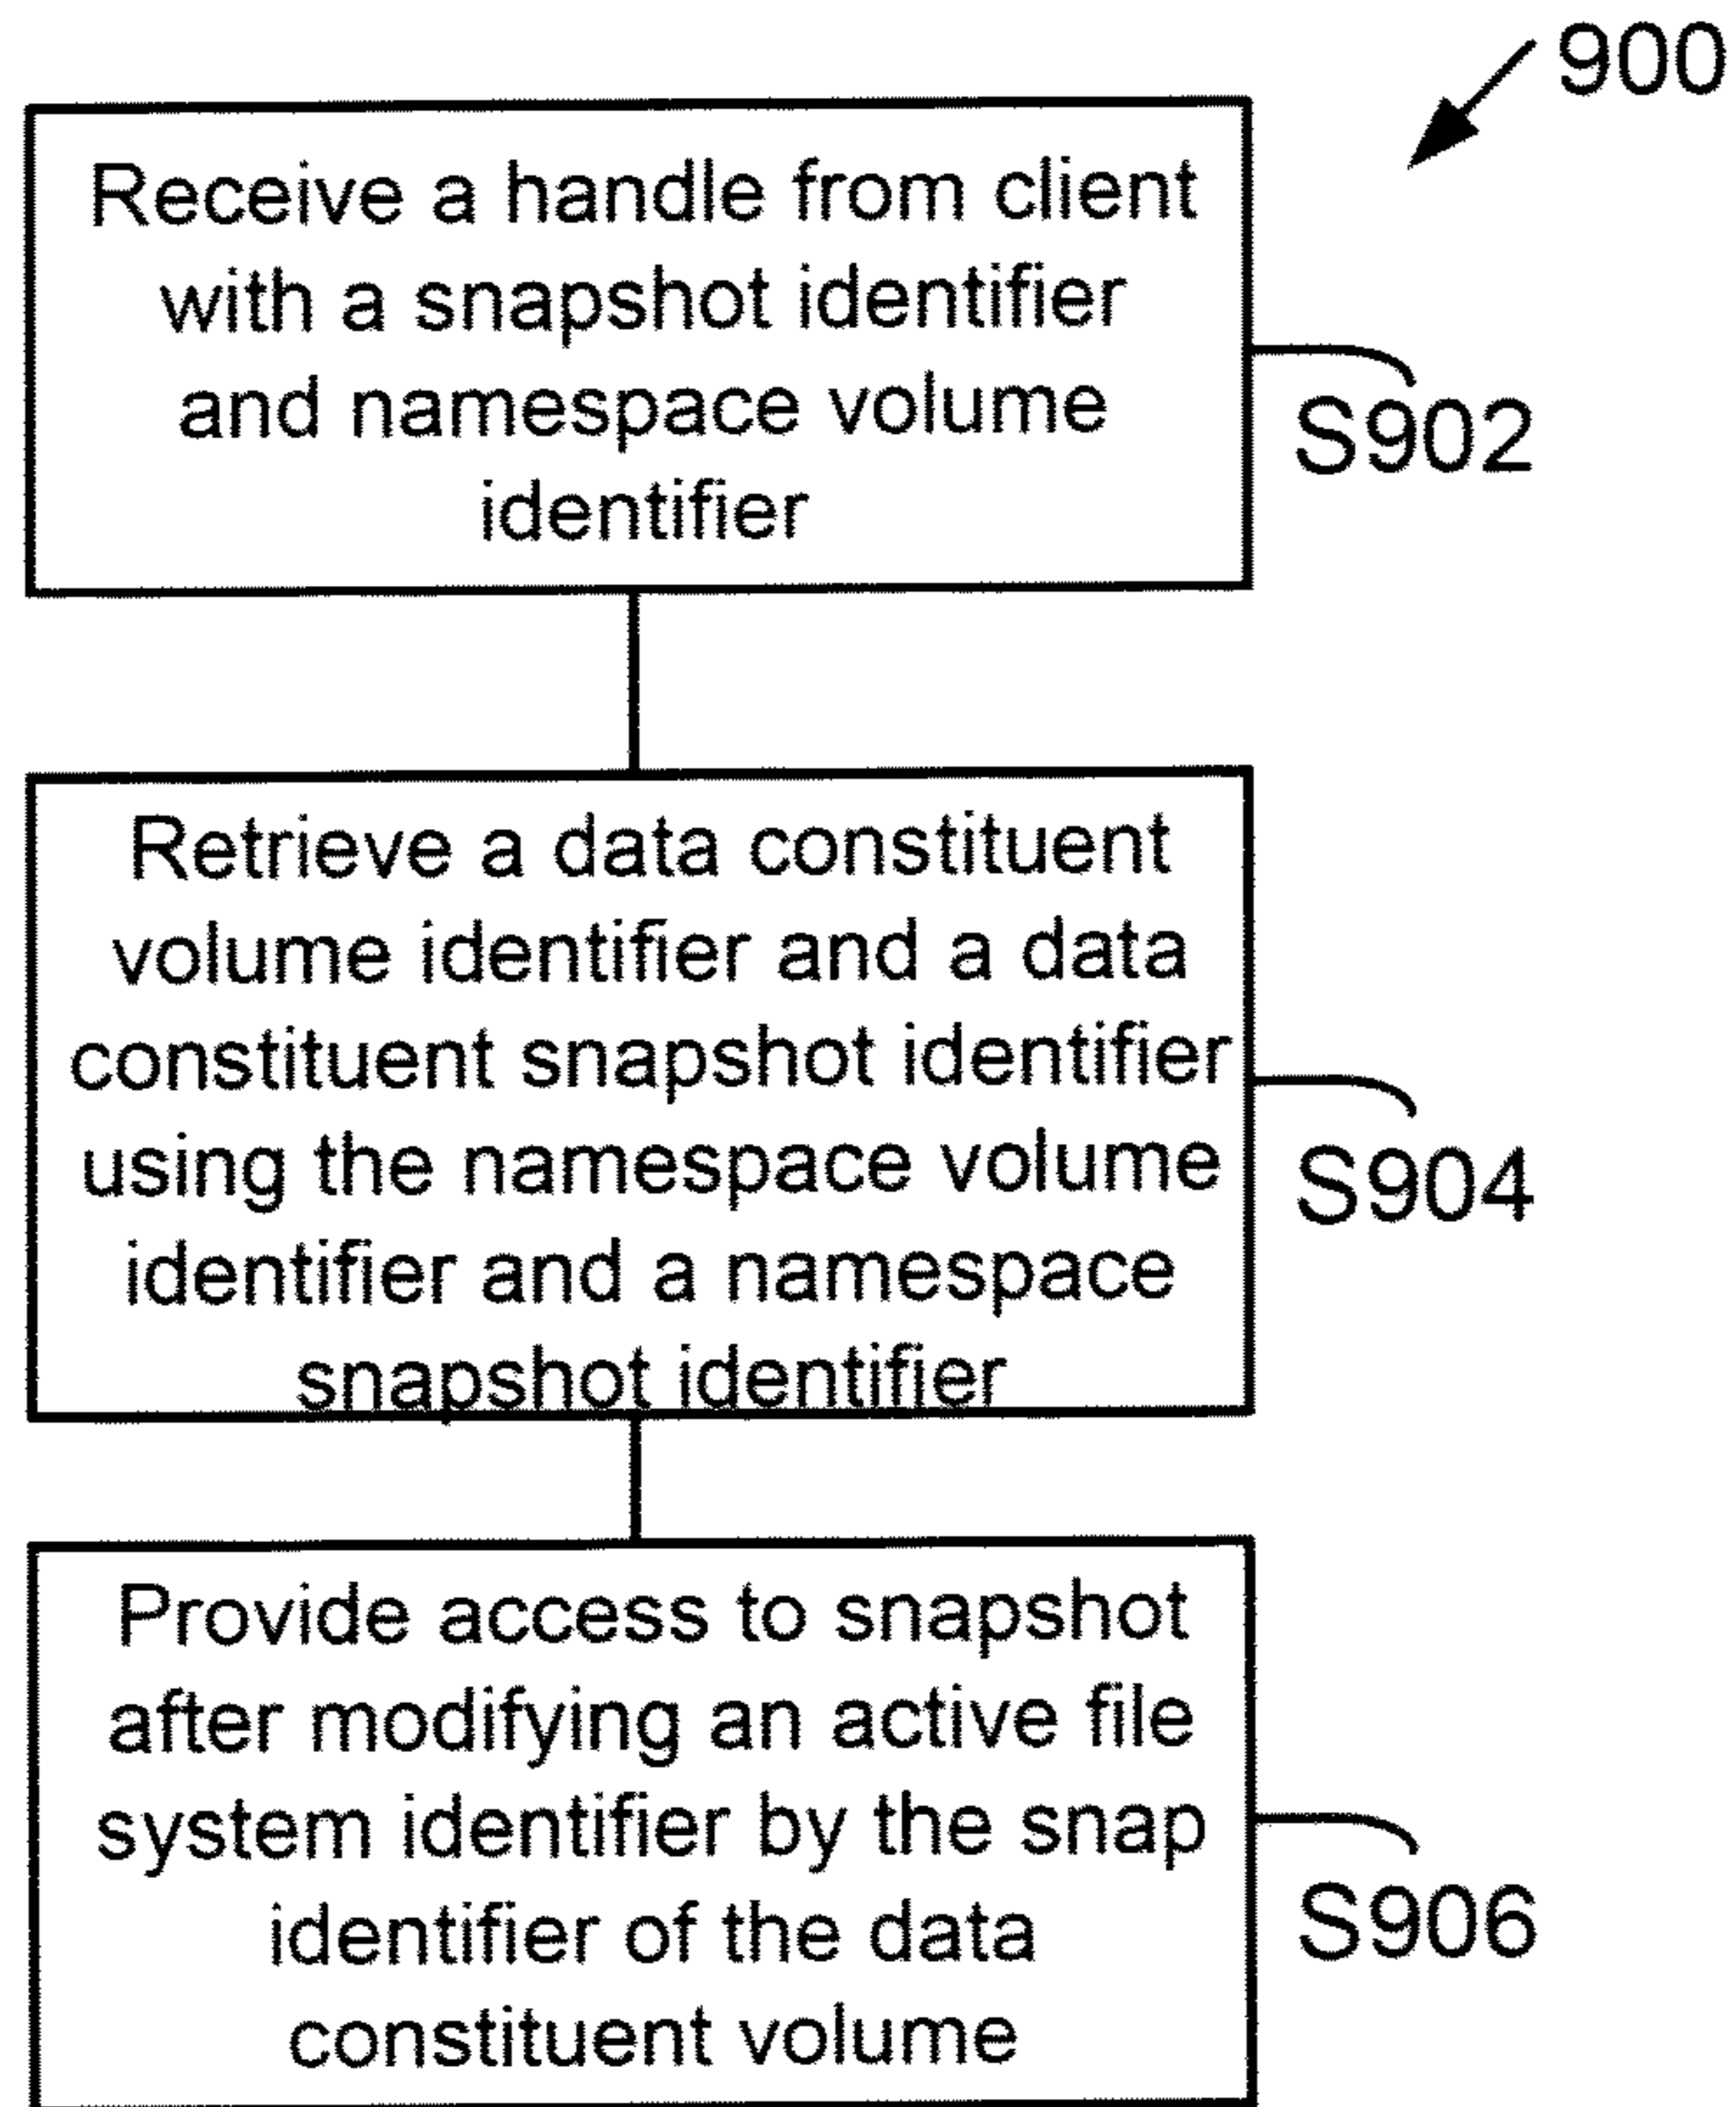 900
Receive a handle from client
with a snapshot identifier
and namespace volume
identifier
S902
Retrieve a data constituent
volume identifier and a data
constituent snapshot identifier
using the namespace volume
identifier and a namespace
snapshot identifier
S904
Provide access to snapshot
after modifying an active file
system identifier by the snap
identifier of the data
constituent volume
S906